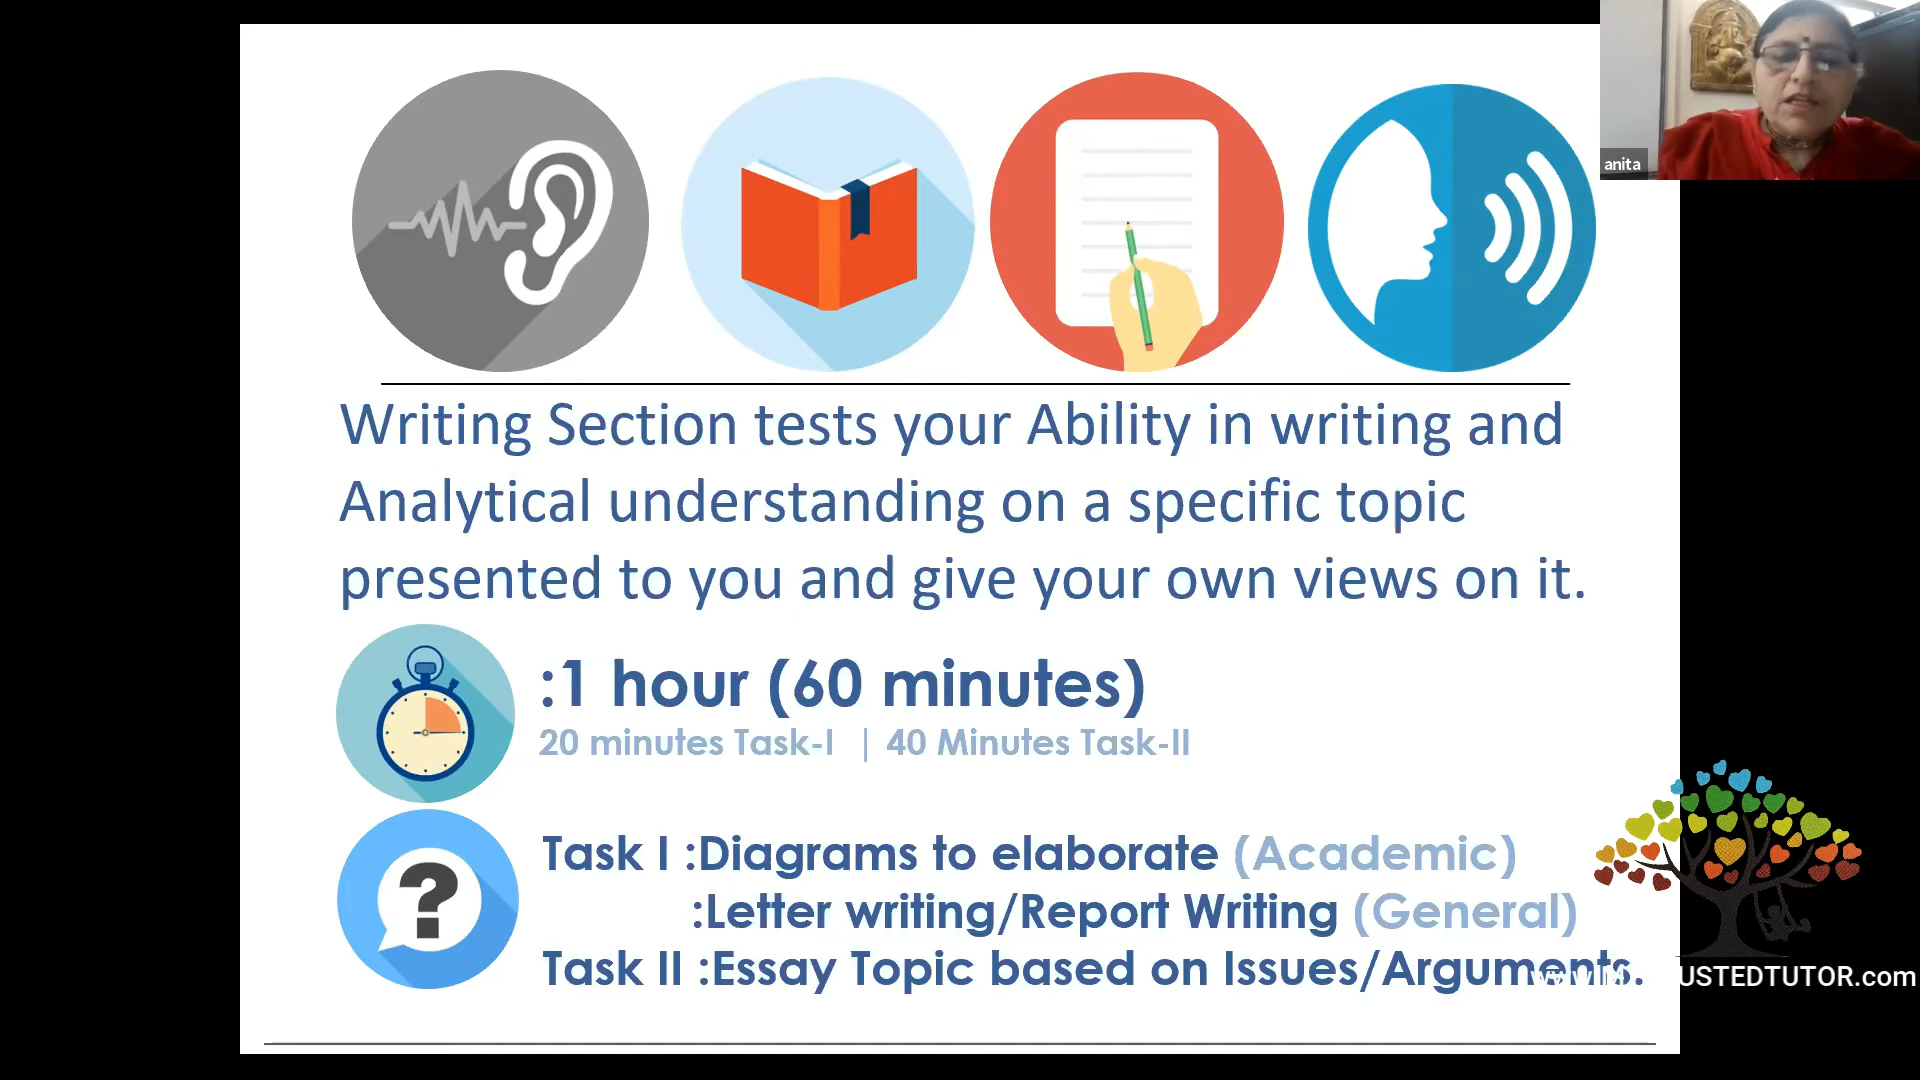 anita
Writing Section tests your Ability in writing and
Analytical understanding on a specific topic
presented to you and give your own views on it.
:1 hour (60 minutes)
20 minutes Task-I | 40 Minutes Task-II
?
Task I :Diagrams to elaborate (Academic)
:Letter writing/Report Writing (General)
Task II :Essay Topic based on Issues/Arguments.
USTEDTUTOR.com